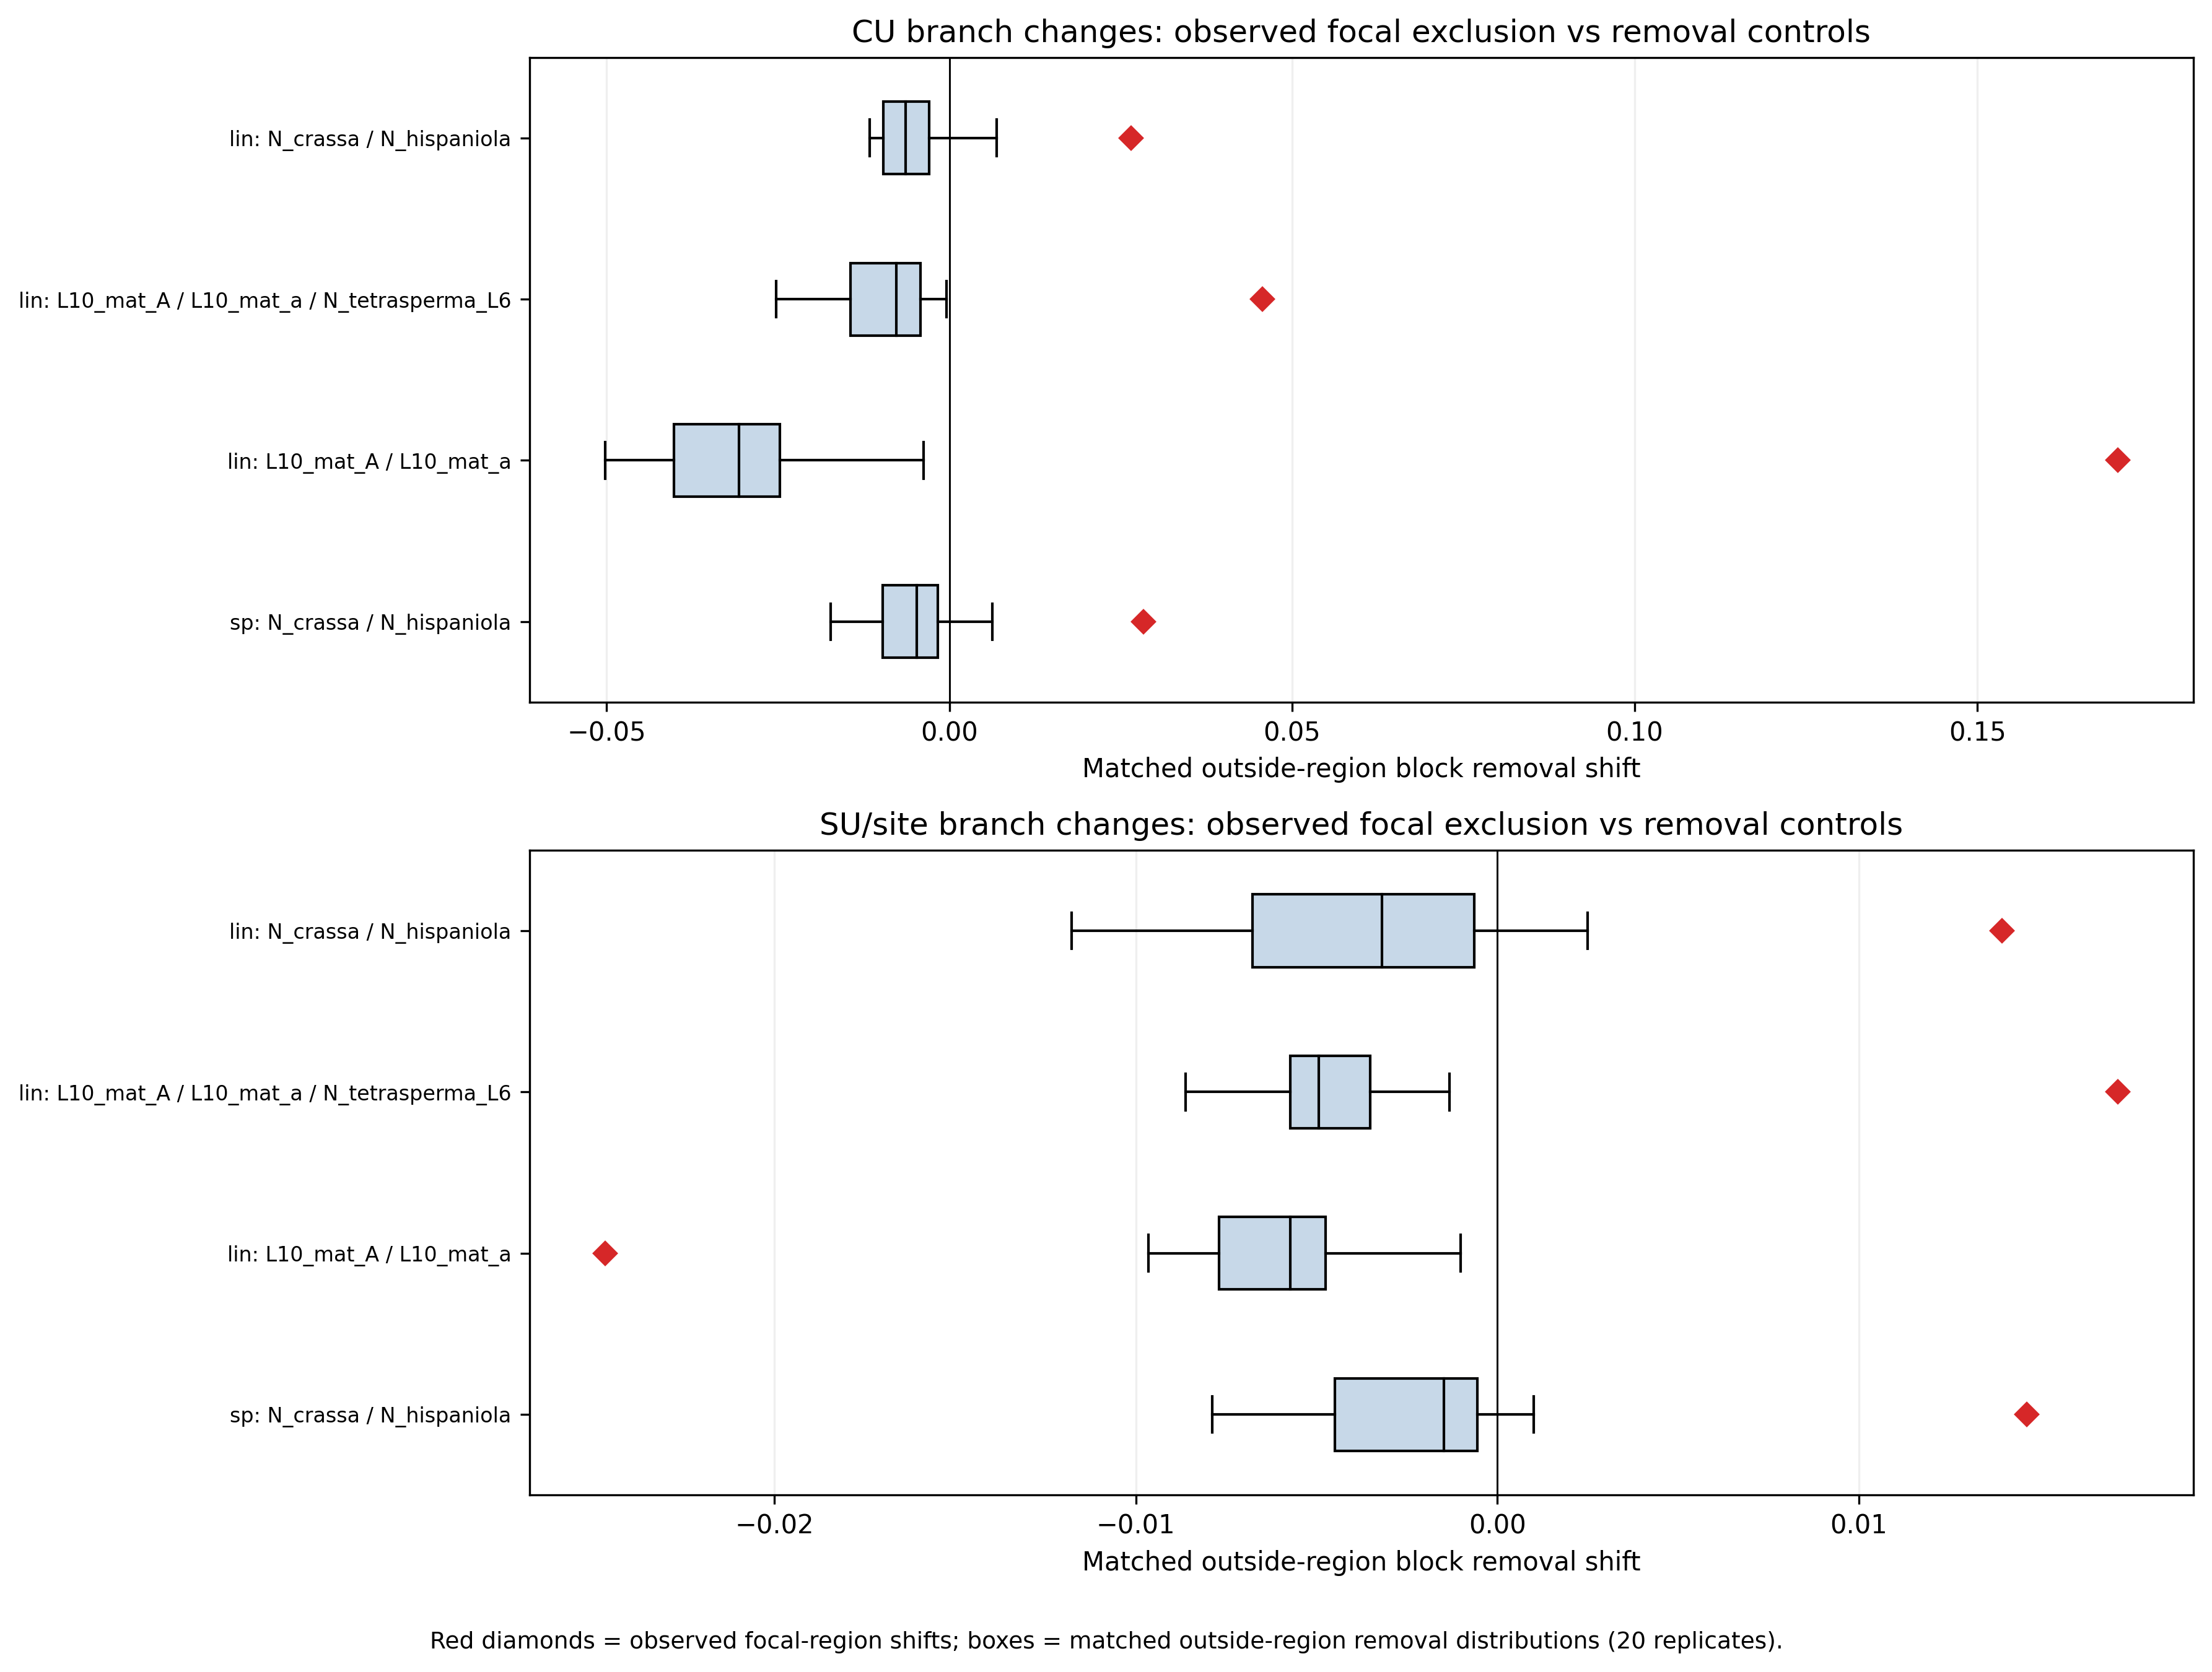 CU branch changes: observed focal exclusion vs removal controls
lin: N_crassa / N_hispaniola
lin: L10_mat_A / L10_mat_a / N_tetrasperma_L6
lin: L10_mat_A / L10_mat_a
sp: N_crassa / N_hispaniola
−0.05 0.00 0.05 0.10 0.15
Matched outside-region block removal shift
SU/site branch changes: observed focal exclusion vs removal controls
lin: N_crassa / N_hispaniola
lin: L10_mat_A / L10_mat_a / N_tetrasperma_L6
lin: L10_mat_A / L10_mat_a
sp: N_crassa / N_hispaniola
−0.02 −0.01 0.00 0.01
Matched outside-region block removal shift
Red diamonds = observed focal-region shifts; boxes = matched outside-region removal distributions (20 replicates).